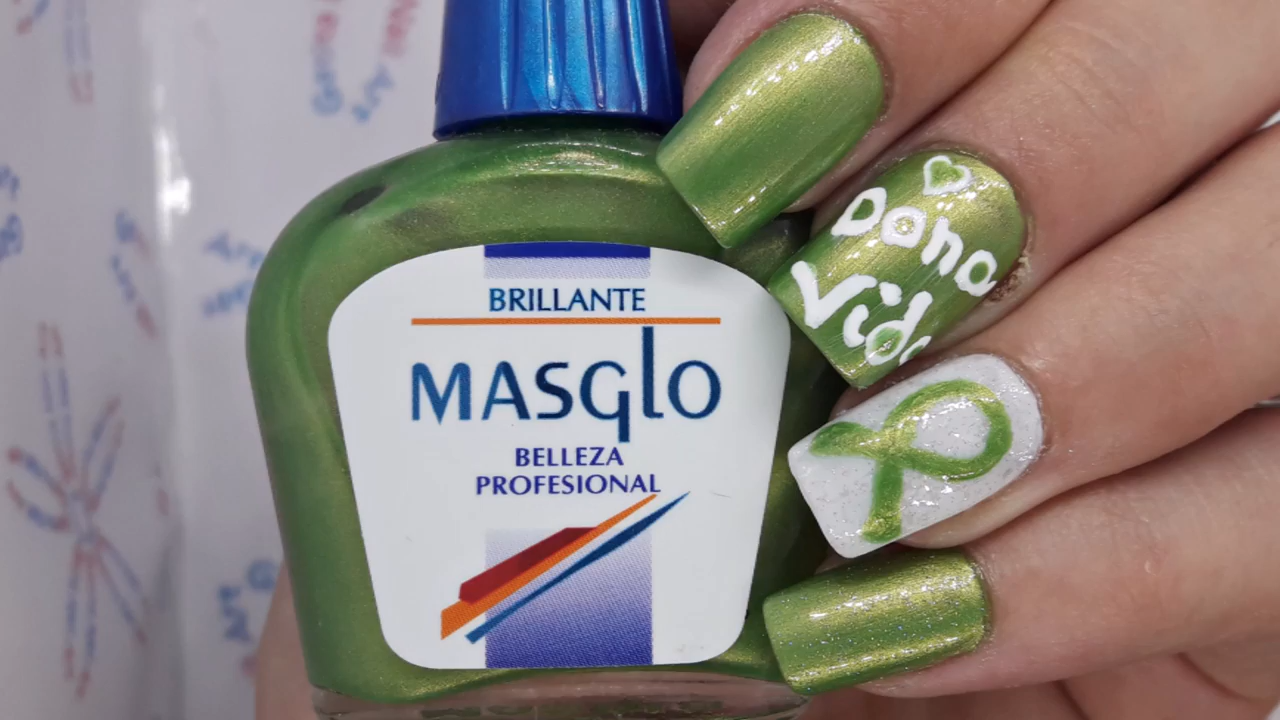 BRILLANTE
MASglo
BELLEZA
PROFESIONAL
Dona
Vida